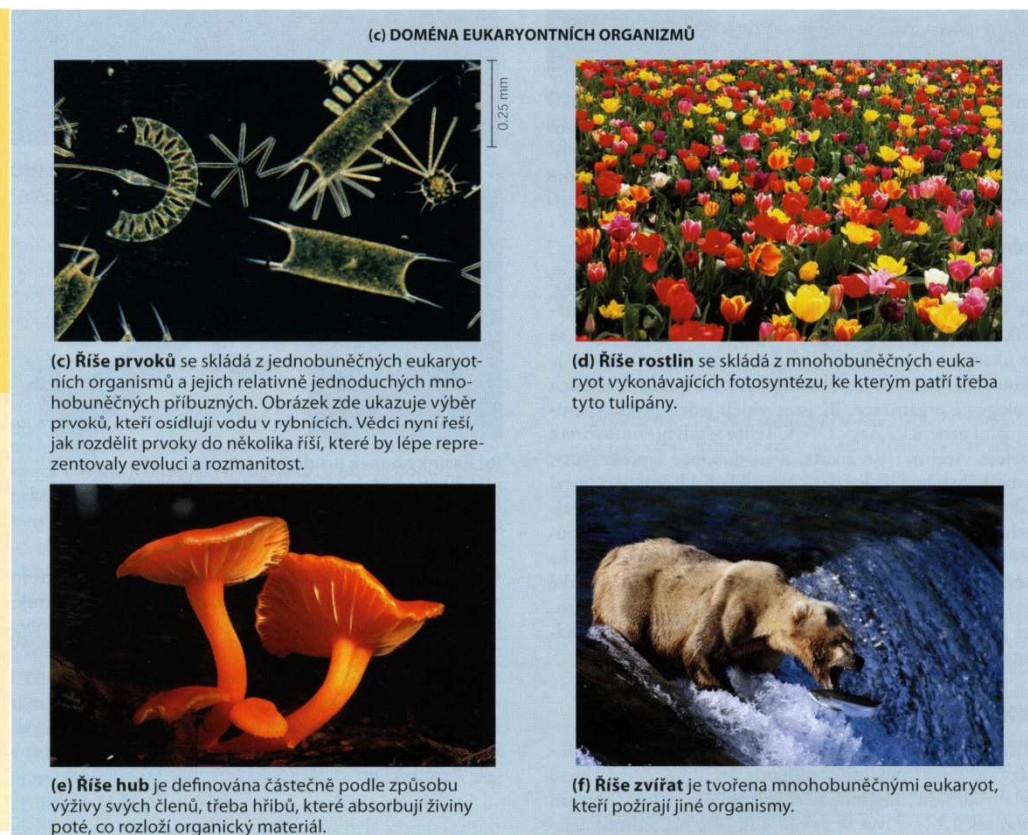 (c) DOMÉNA EUKARYONTNÍCH ORGANIZMŮ
0.25 mm
(c) Říše prvoků se skládá z jednobuněčných eukaryot-
ních organismů a jejich relativně jednoduchých mno-
hobuněčných příbuzných. Obrázek zde ukazuje výběr
prvoků, kteří osídlují vodu v rybnících. Vědci nyní řeší,
jak rozdělit prvoky do několika říší, které by lépe repre-
zentovaly evoluci a rozmanitost.
(d) Říše rostlin se skládá z mnohobuněčných euka-
ryot vykonávajících fotosyntézu, ke kterým patří třeba
tyto tulipány.
(e) Říše hub je definována částečně podle způsobu
výživy svých členů, třeba hřibů, které absorbují živiny
poté, co rozloží organický materiál.
(f) Říše zvířat je tvořena mnohobuněčnými eukaryot,
kteří požírají jiné organismy.